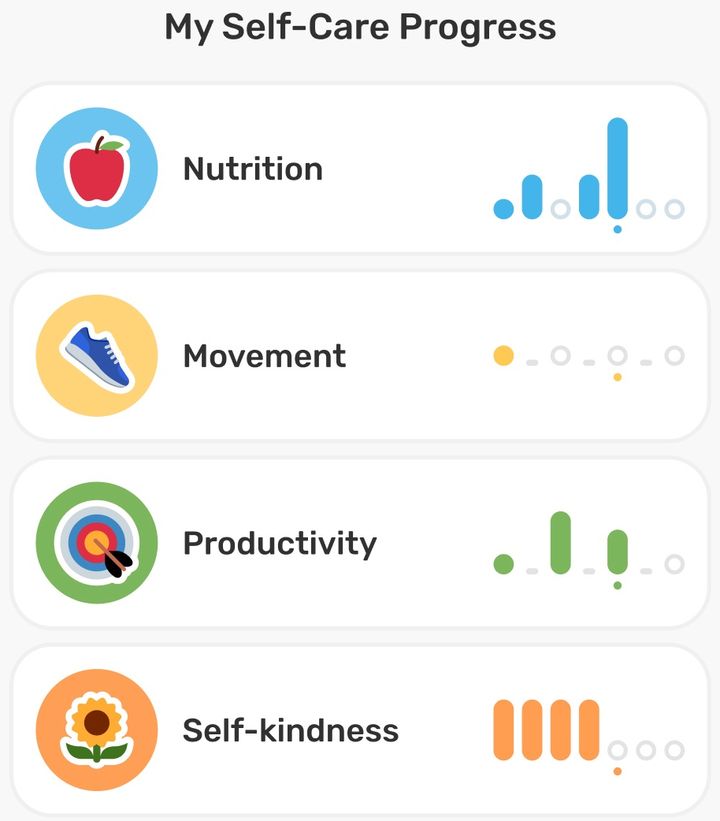 My Self-Care Progress
Nutrition
Movement
Productivity
Self-kindness